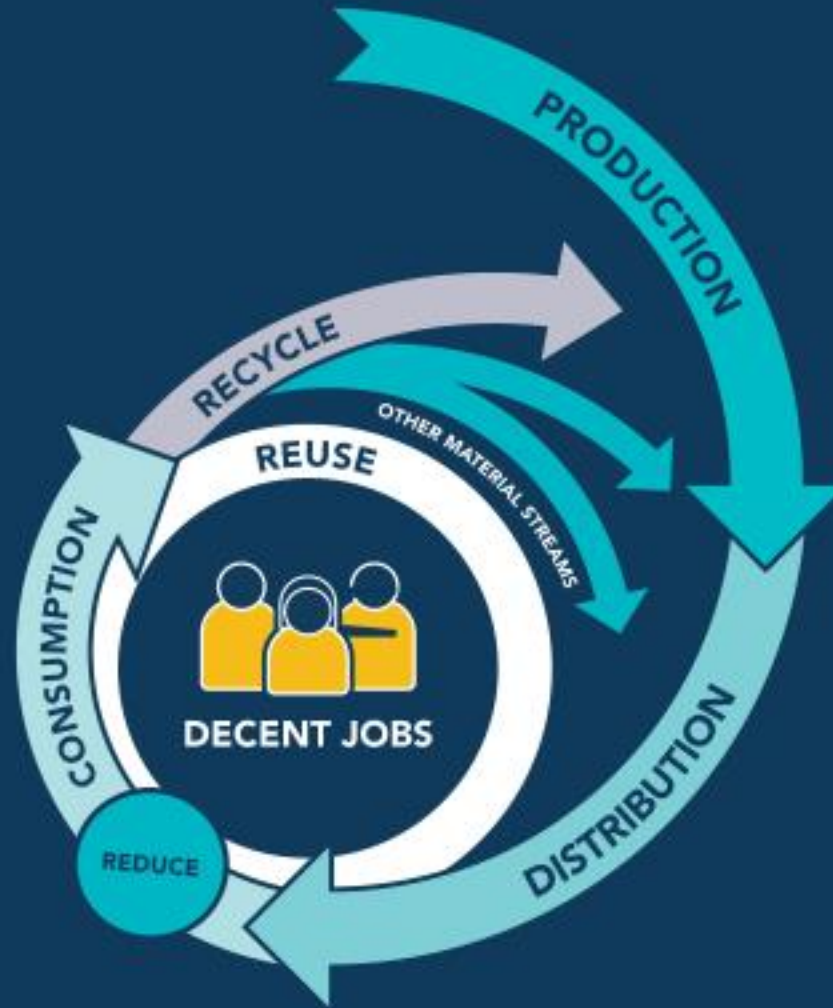 PRODUCTION
RECYCLE
OTHER MATERIAL STREAMS
REUSE
CONSUMPTION
DECENT JOBS
DISTRIBUTION
REDUCE